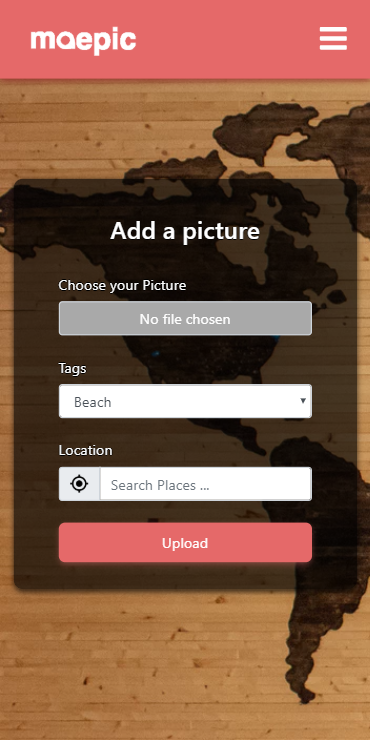 maepic
Add a picture
Choose your Picture
No file chosen
Tags
Beach
Location
Search Places ...
Upload